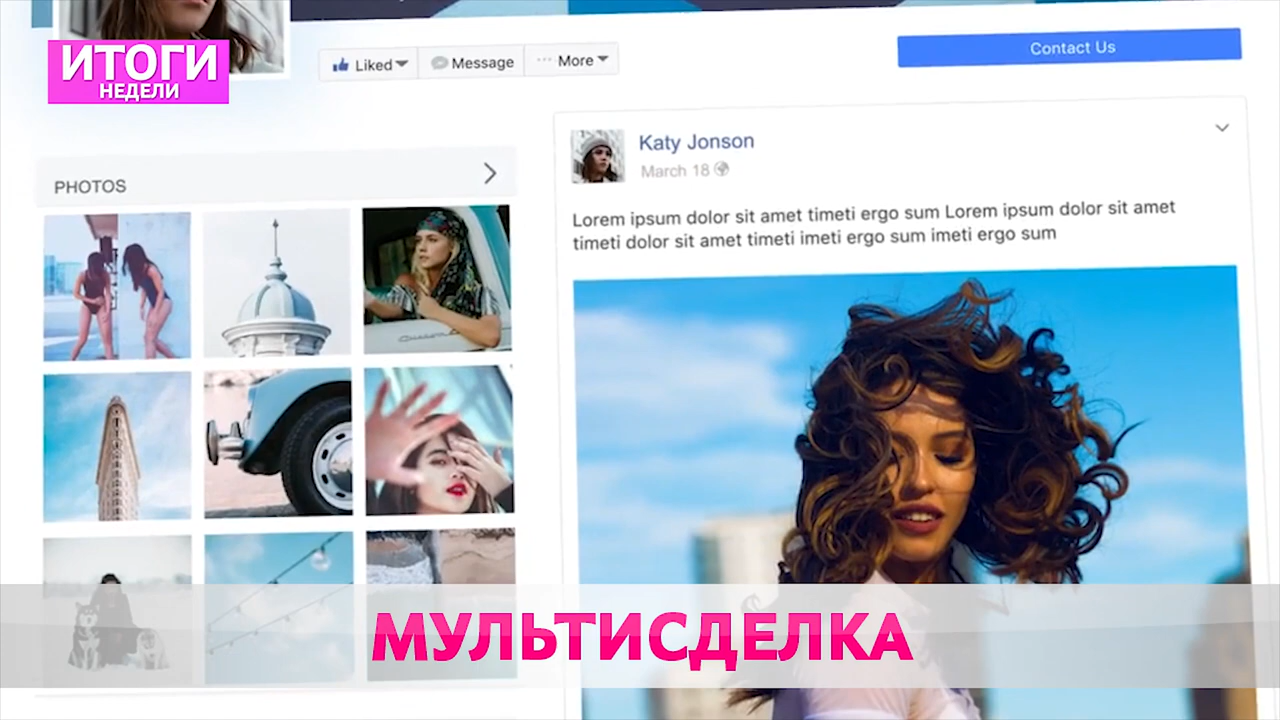 ИТОГИ
НЕДЕЛИ
Liked
Message
More
Contact Us
PHOTOS
Katy Jonson
March 18
Lorem ipsum dolor sit amet timeti ergo sum Lorem ipsum dolor sit amet
timeti dolor sit amet timeti imeti ergo sum imeti ergo sum
МУЛЬТИСДЕЛКА